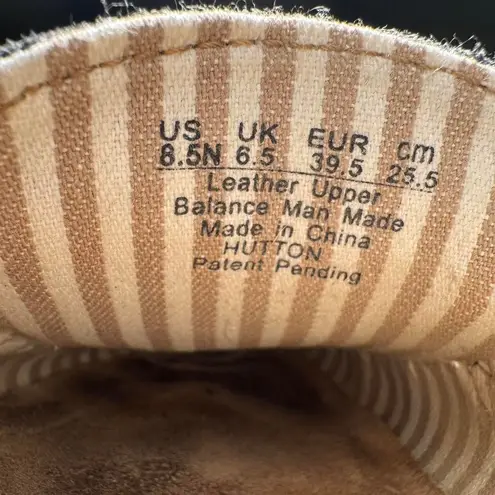 US UK EUR cm
8.5N 6.5 39.5 25.5
Leather Upper
Balance Man Made
Made in China
HUTTON
Patent Pending